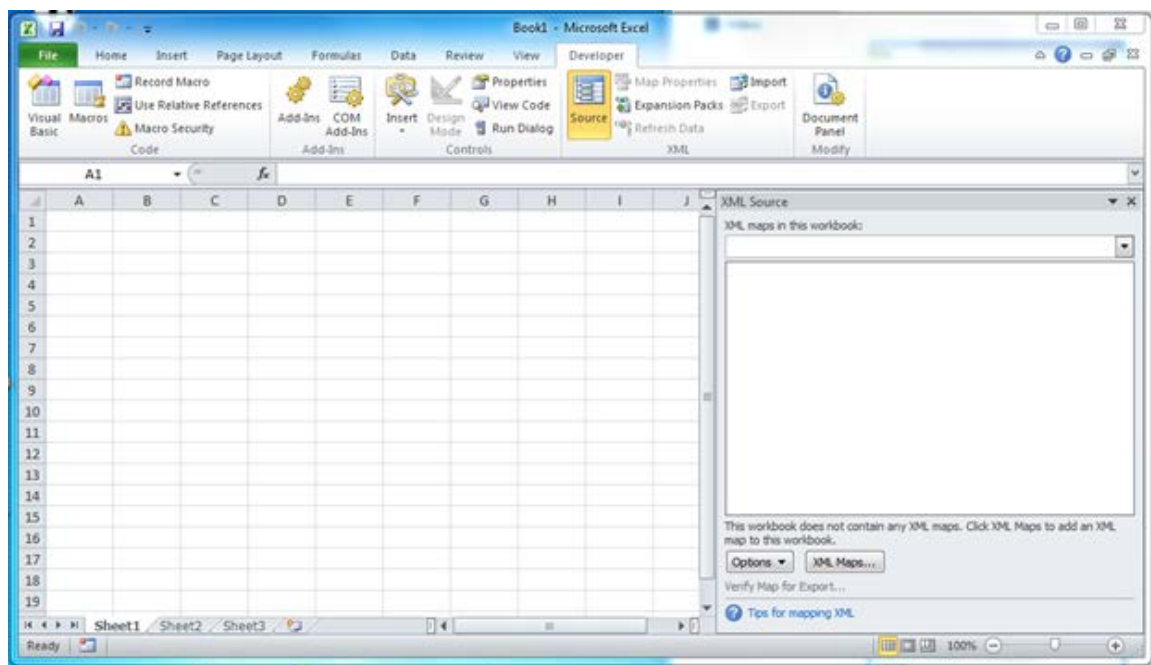 Book1 - Microsoft Excel
File Home Insert Page Layout Formulas Data Review View Developer
Visual Basic
Macros
Record Macro
Use Relative References
Macro Security
Code
Add-Ins
COM Add-Ins
Add-Ins
Insert
Design Mode
Properties
View Code
Run Dialog
Controls
Source
Map Properties
Expansion Packs
Refresh Data
Import
Export
XML
Document Panel
Modify
A1 fx
A B C D E F G H I J
1
2
3
4
5
6
7
8
9
10
11
12
13
14
15
16
17
18
19
XML Source
XML maps in this workbook:
This workbook does not contain any XML maps. Click XML Maps to add an XML
map to this workbook.
Options XML Maps...
Verify Map for Export...
Tips for mapping XML
Sheet1 Sheet2 Sheet3
Ready 100%